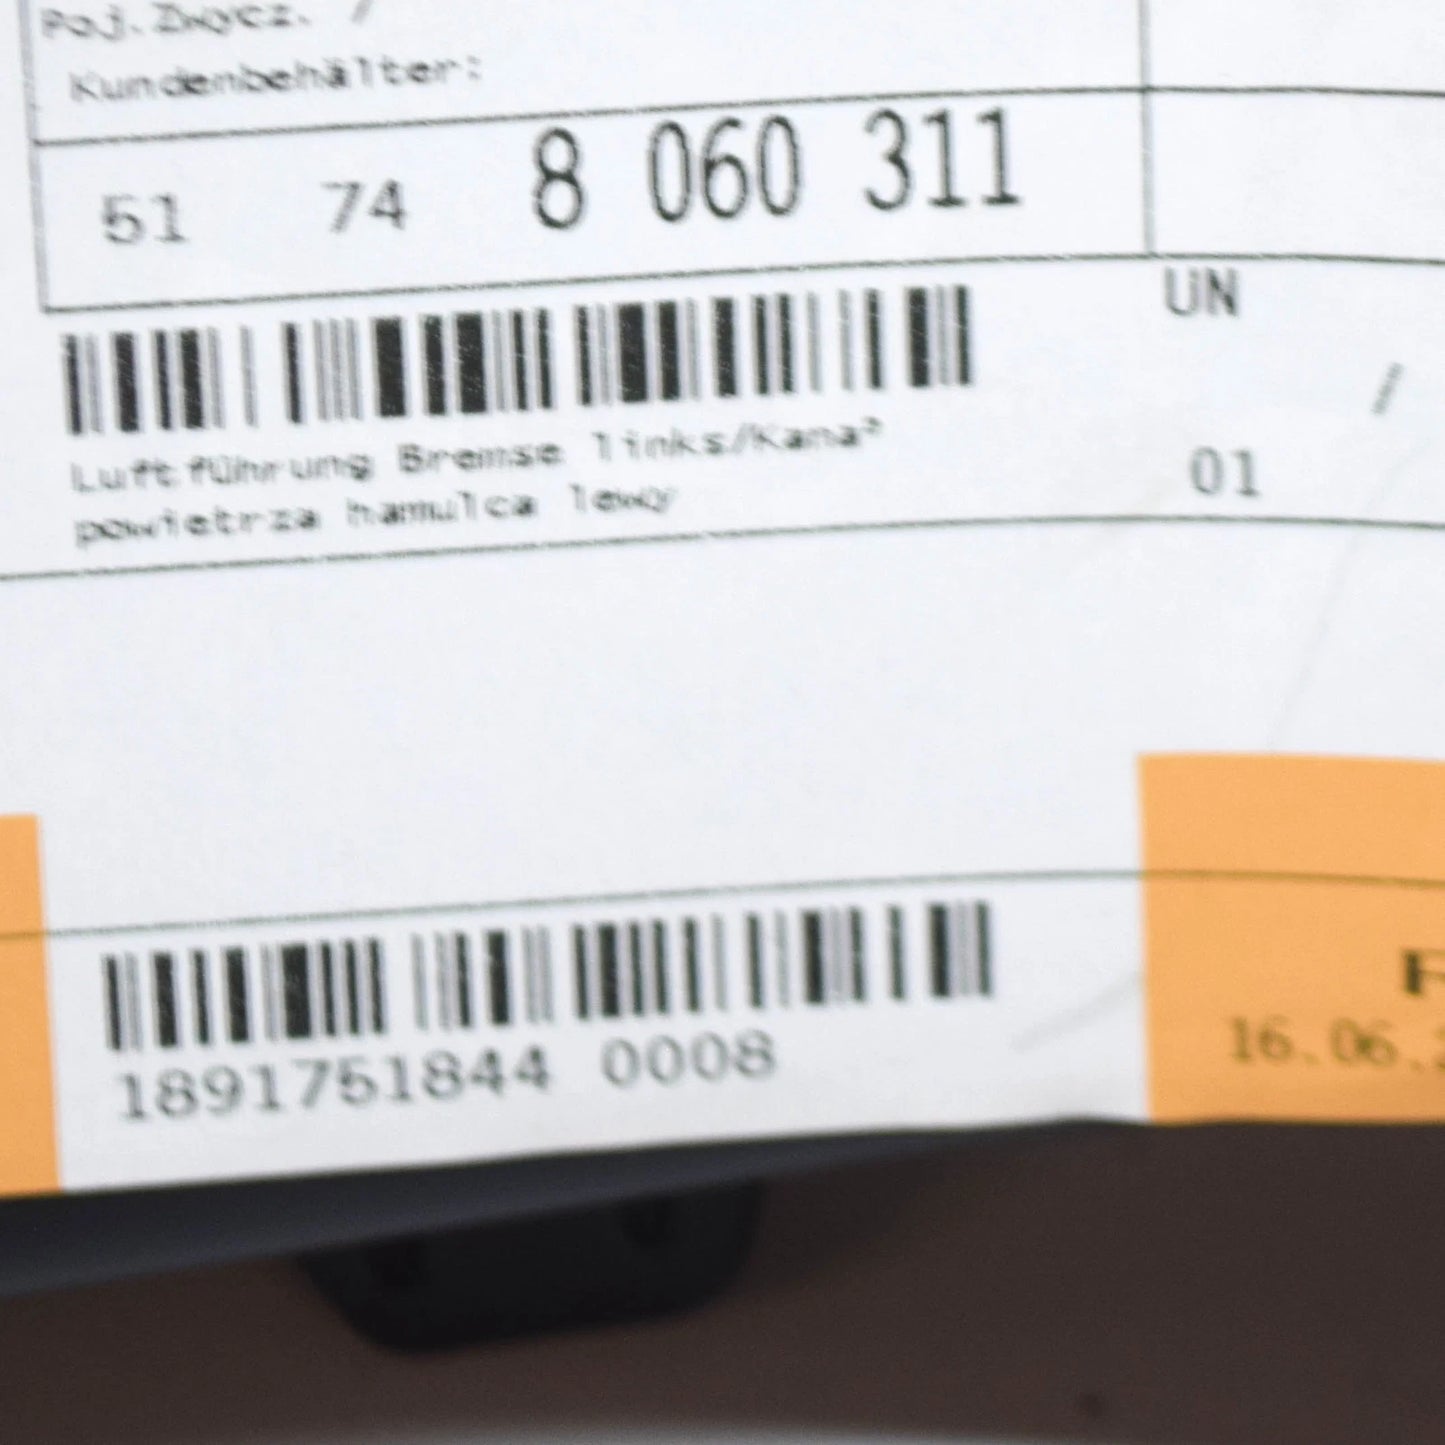 Poj.Zwycz. /
Kundenbehälter:
51 74 8 060 311
UN
Luftführung Bremse links/Kana²
powietrza hamulca lewy
01
1891751844 0008
16.06.